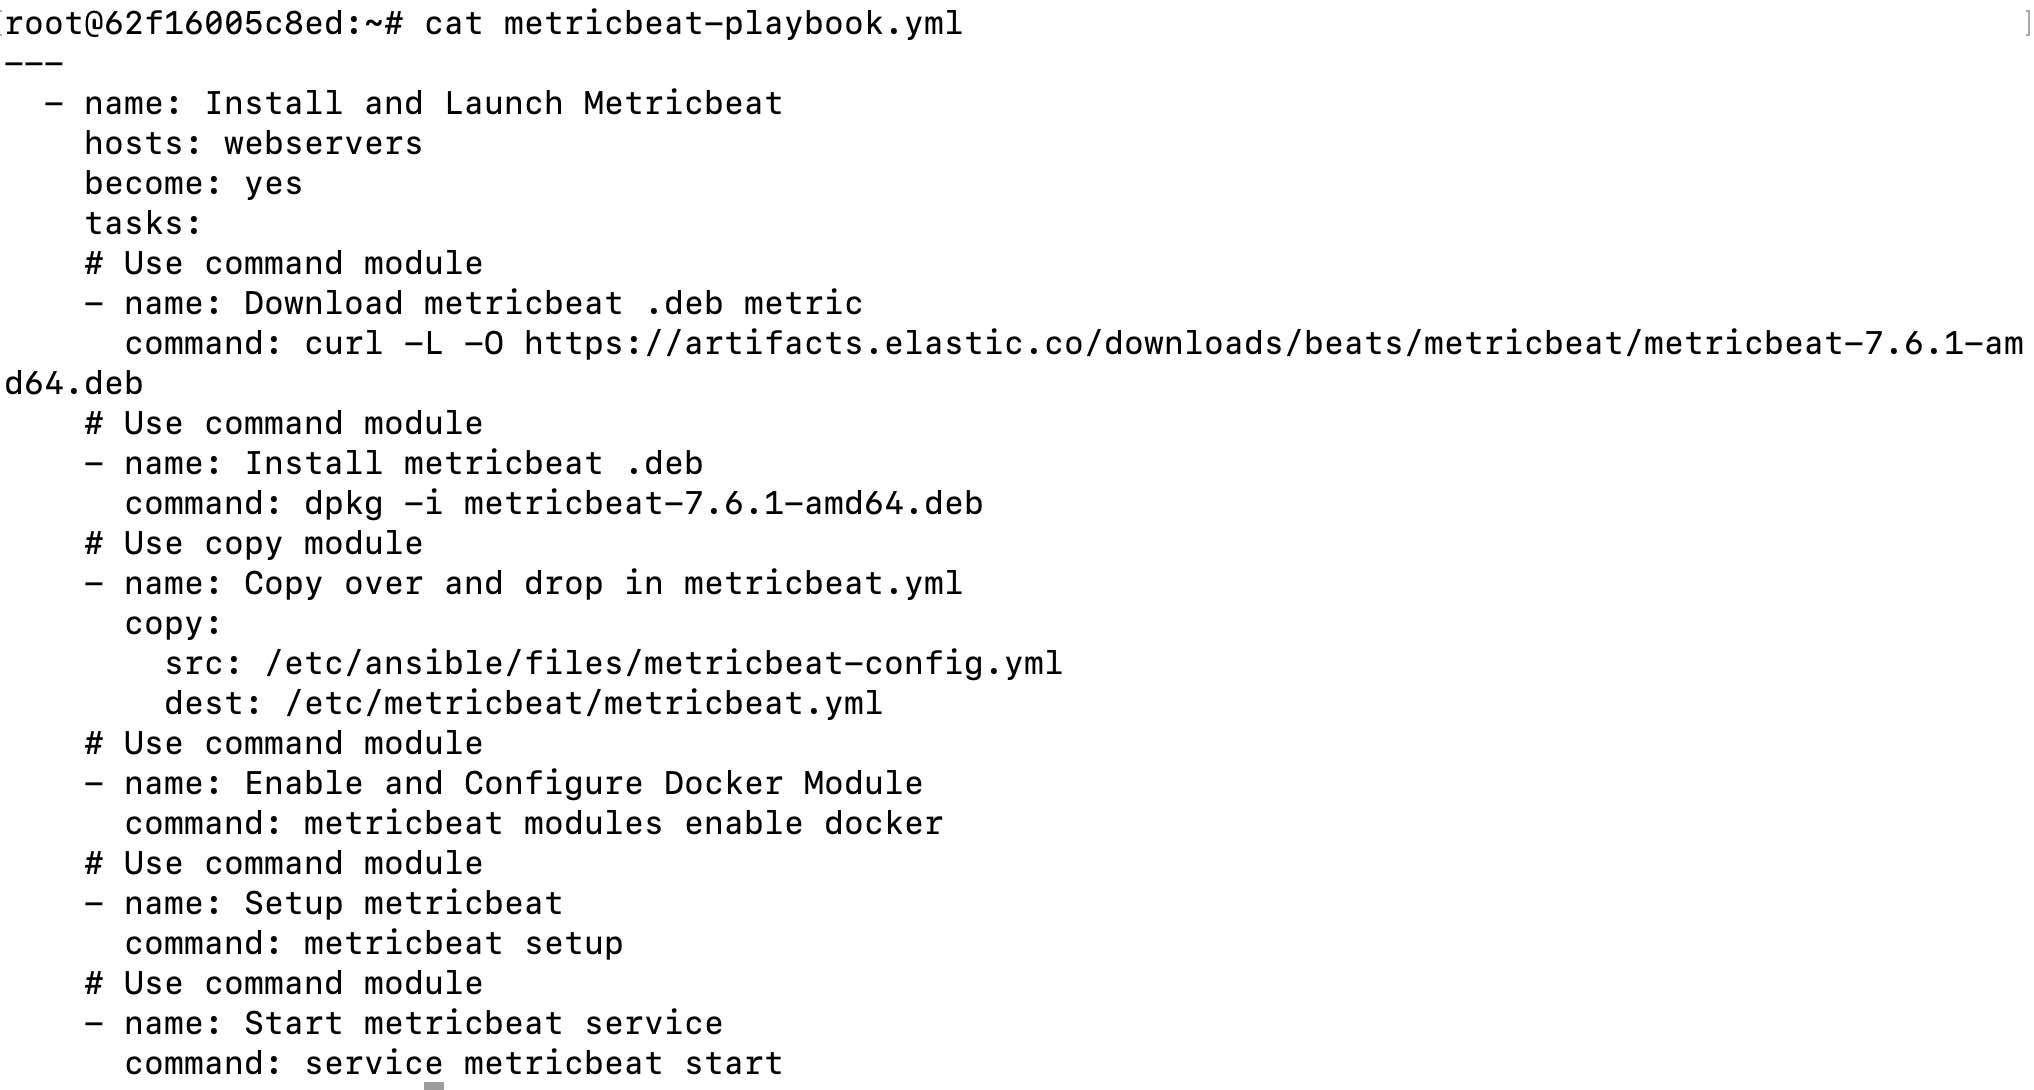 [root@62f16005c8ed:~# cat metricbeat-playbook.yml ]
---
  - name: Install and Launch Metricbeat
    hosts: webservers
    become: yes
    tasks:
    # Use command module
    - name: Download metricbeat .deb metric
      command: curl -L -O https://artifacts.elastic.co/downloads/beats/metricbeat/metricbeat-7.6.1-am
d64.deb
    # Use command module
    - name: Install metricbeat .deb
      command: dpkg -i metricbeat-7.6.1-amd64.deb
    # Use copy module
    - name: Copy over and drop in metricbeat.yml
      copy:
        src: /etc/ansible/files/metricbeat-config.yml
        dest: /etc/metricbeat/metricbeat.yml
    # Use command module
    - name: Enable and Configure Docker Module
      command: metricbeat modules enable docker
    # Use command module
    - name: Setup metricbeat
      command: metricbeat setup
    # Use command module
    - name: Start metricbeat service
      command: service metricbeat start